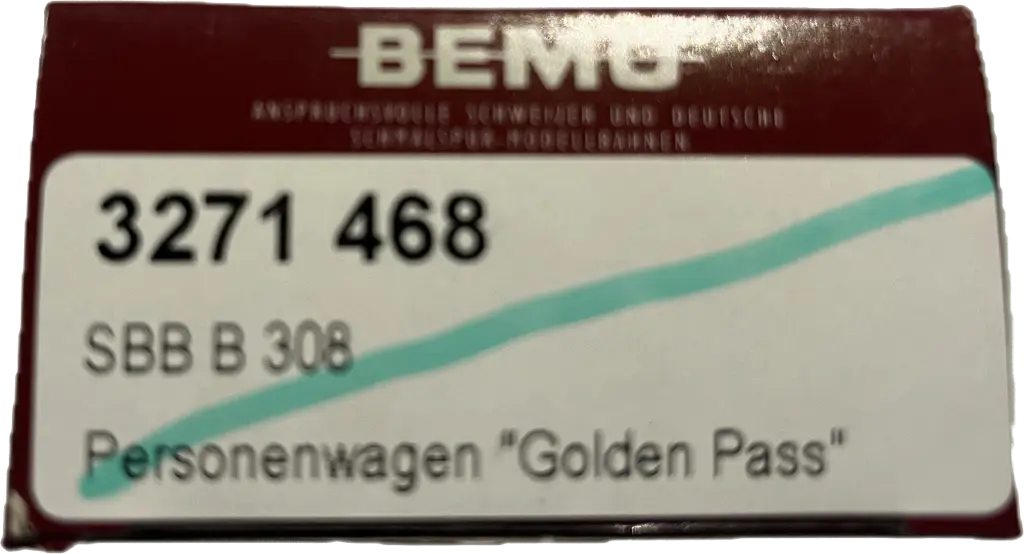 BEMO
ANSPRUCHSVOLLE SCHWEIZER UND DEUTSCHE
SCHMALSPUR-MODELLBAHNEN
3271 468
SBB B 308
Personenwagen "Golden Pass"